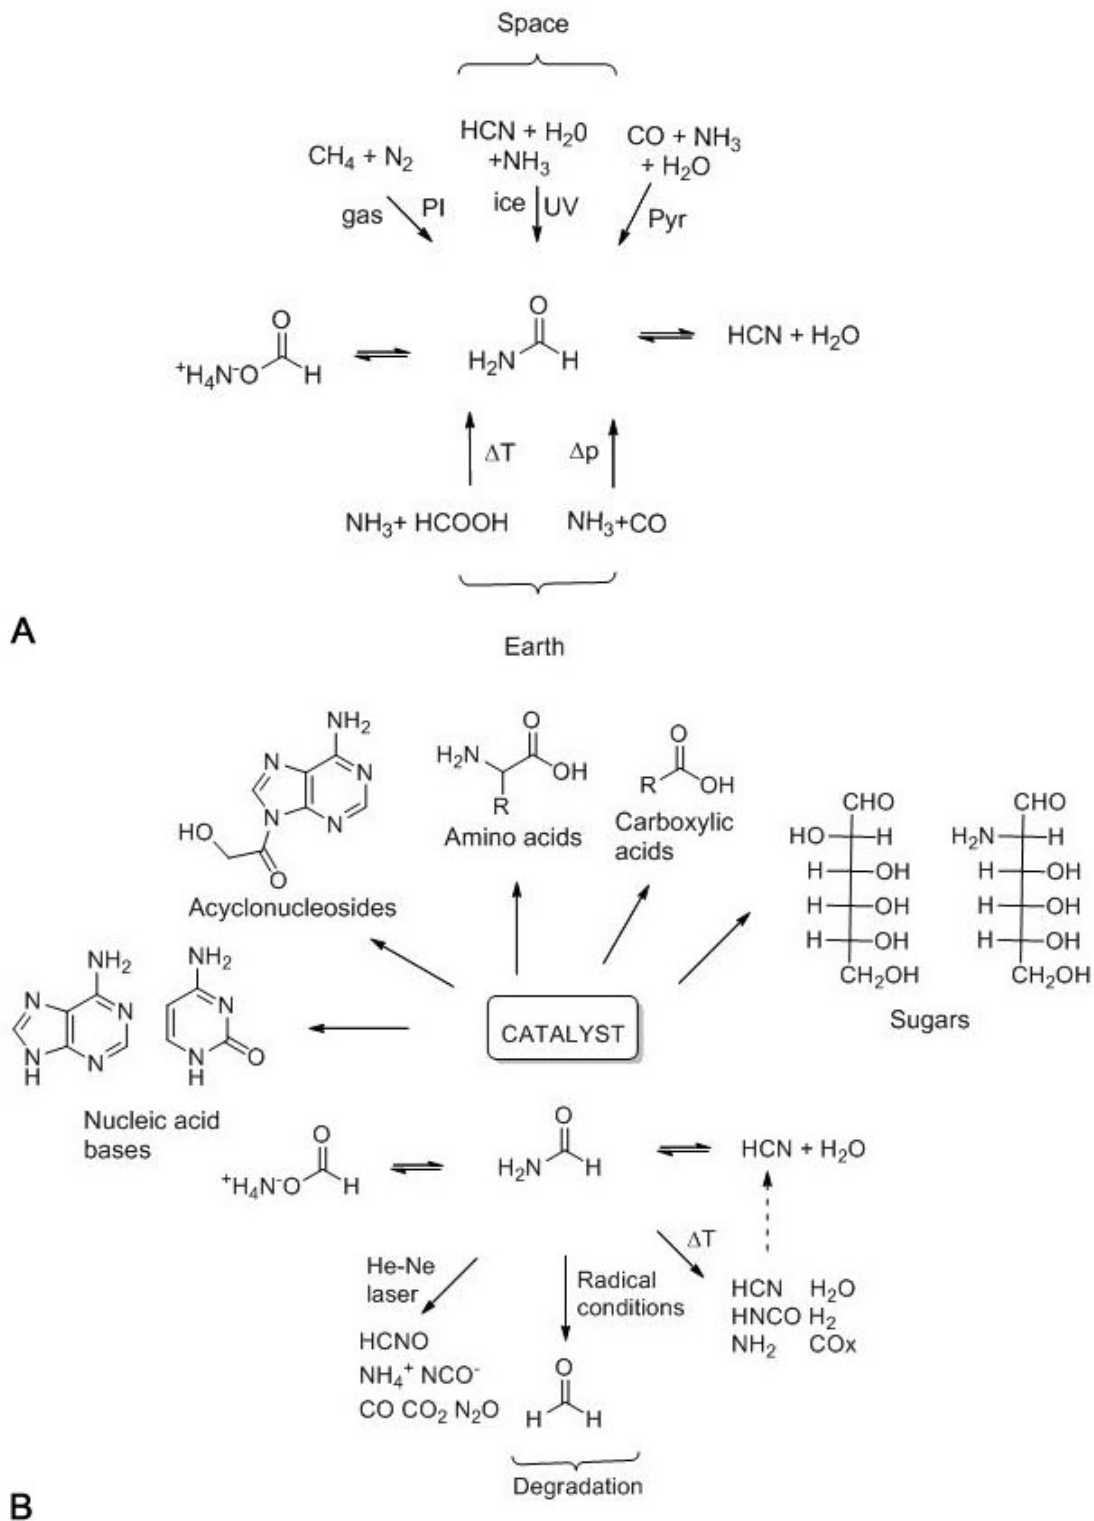 Space
HCN + H₂0
+NH₃
CH₄ + N₂
CO + NH₃
+ H₂O
gas
PI
ice
UV
Pyr
O
⁺H₄N⁻O
H
O
H₂N
H
HCN + H₂O
ΔT
Δp
NH₃+ HCOOH
NH₃+CO
A
Earth
NH₂
N
N
N
N
HO
O
Acyclonucleosides
O
H₂N
OH
R
Amino acids
O
R
OH
Carboxylic
acids
CHO
HO
H
H
OH
H
OH
H
OH
CH₂OH
CHO
H₂N
H
H
OH
H
OH
H
OH
CH₂OH
Sugars
NH₂
N
N
N
H
N
NH₂
N
N
H
O
Nucleic acid
bases
CATALYST
O
⁺H₄N⁻O
H
O
H₂N
H
HCN + H₂O
ΔT
He-Ne
laser
Radical
conditions
HCN H₂O
HNCO H₂
NH₂ COx
HCNO
NH₄⁺ NCO⁻
CO CO₂ N₂O
O
H
H
Degradation
B